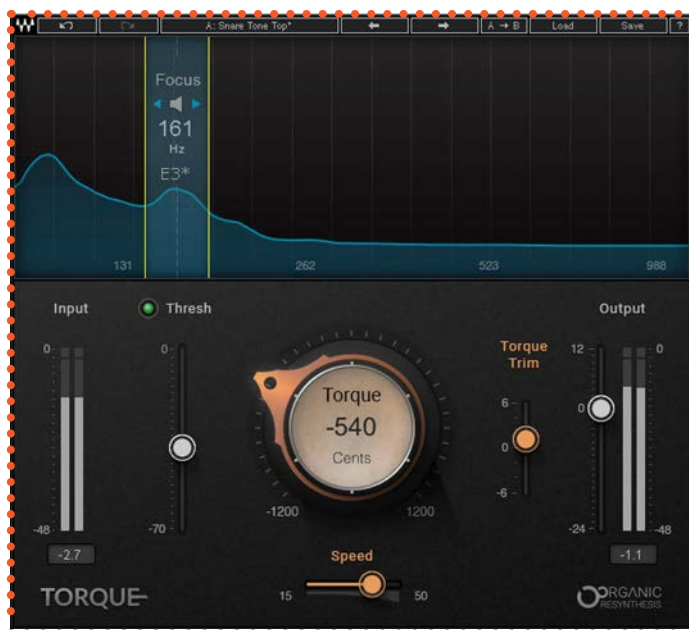 A: Snare Tone Top* A → B Load Save ?
Focus
161
Hz
E3*
131 262 523 988
Input Thresh Output
Torque
Trim
0 0 12 0
Torque
-540
Cents
6
0 0
-6
-1200 1200
-48 -70 -24 -48
-2.7 Speed -1.1
15 50
TORQUE
ORGANIC
RESYNTHESIS